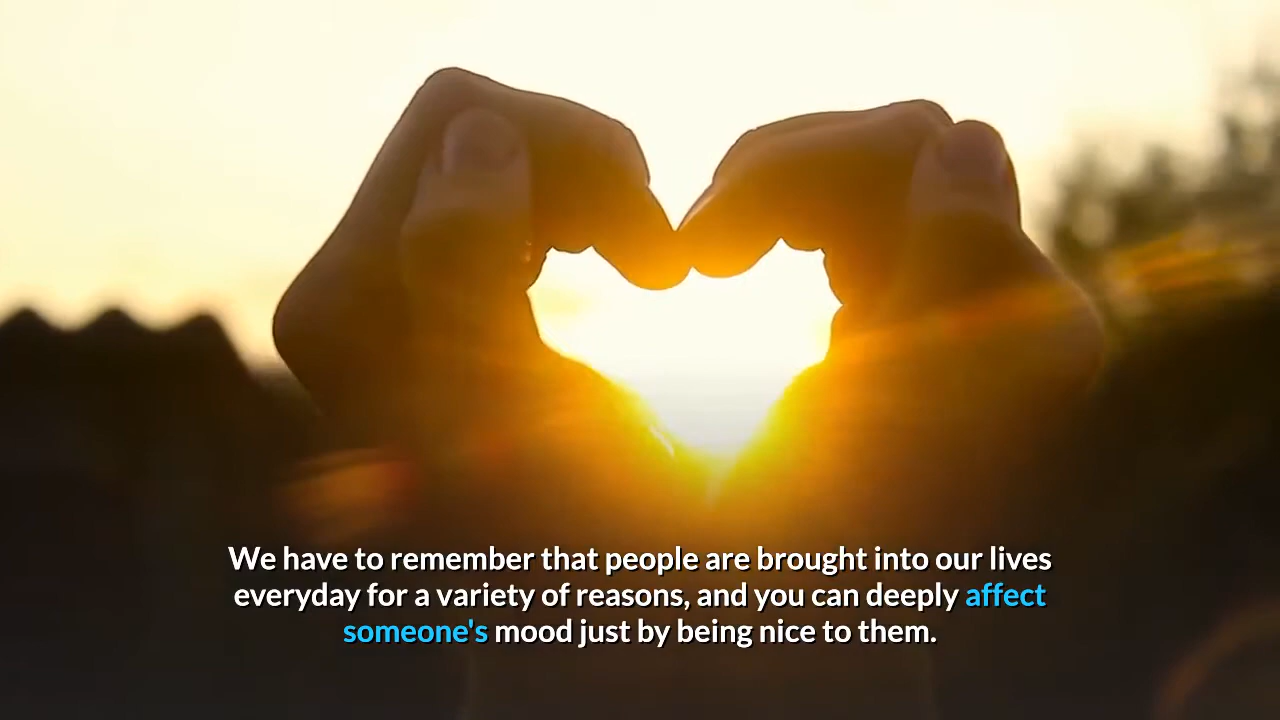 We have to remember that people are brought into our lives
everyday for a variety of reasons, and you can deeply affect
someone's mood just by being nice to them.